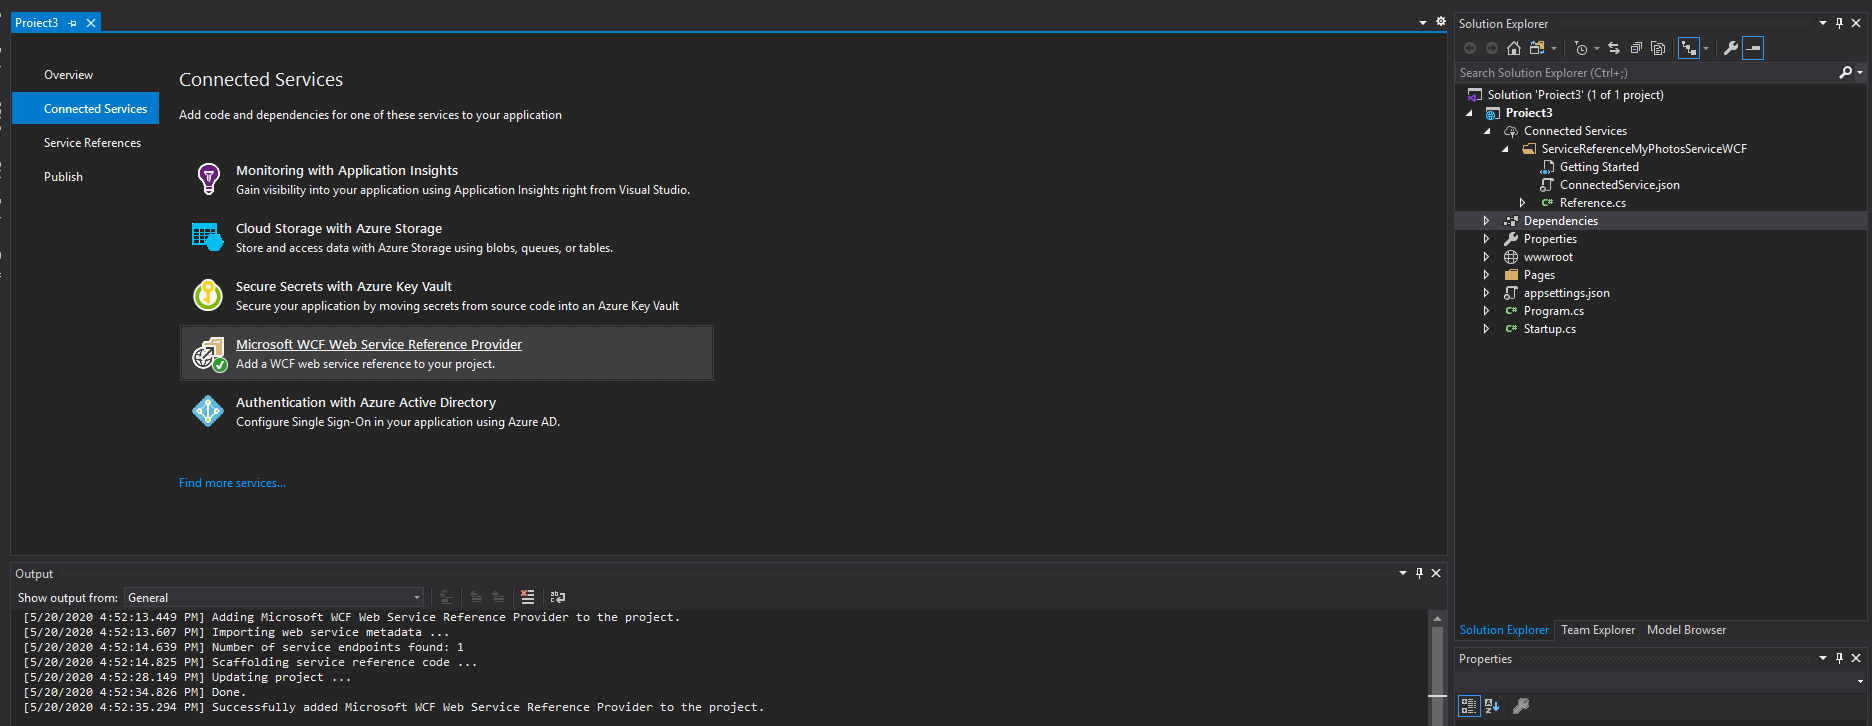 Proiect3
Overview
Connected Services
Service References
Publish
Connected Services
Add code and dependencies for one of these services to your application
Monitoring with Application Insights
Gain visibility into your application using Application Insights right from Visual Studio.
Cloud Storage with Azure Storage
Store and access data with Azure Storage using blobs, queues, or tables.
Secure Secrets with Azure Key Vault
Secure your application by moving secrets from source code into an Azure Key Vault
Microsoft WCF Web Service Reference Provider
Add a WCF web service reference to your project.
Authentication with Azure Active Directory
Configure Single Sign-On in your application using Azure AD.
Find more services...
Output
Show output from: General
[5/20/2020 4:52:13.449 PM] Adding Microsoft WCF Web Service Reference Provider to the project.
[5/20/2020 4:52:13.607 PM] Importing web service metadata ...
[5/20/2020 4:52:14.639 PM] Number of service endpoints found: 1
[5/20/2020 4:52:14.825 PM] Scaffolding service reference code ...
[5/20/2020 4:52:28.149 PM] Updating project ...
[5/20/2020 4:52:34.826 PM] Done.
[5/20/2020 4:52:35.294 PM] Successfully added Microsoft WCF Web Service Reference Provider to the project.
Solution Explorer
Search Solution Explorer (Ctrl+;)
Solution 'Proiect3' (1 of 1 project)
Proiect3
Connected Services
ServiceReferenceMyPhotosServiceWCF
Getting Started
ConnectedService.json
C# Reference.cs
Dependencies
Properties
wwwroot
Pages
appsettings.json
C# Program.cs
C# Startup.cs
Solution Explorer Team Explorer Model Browser
Properties